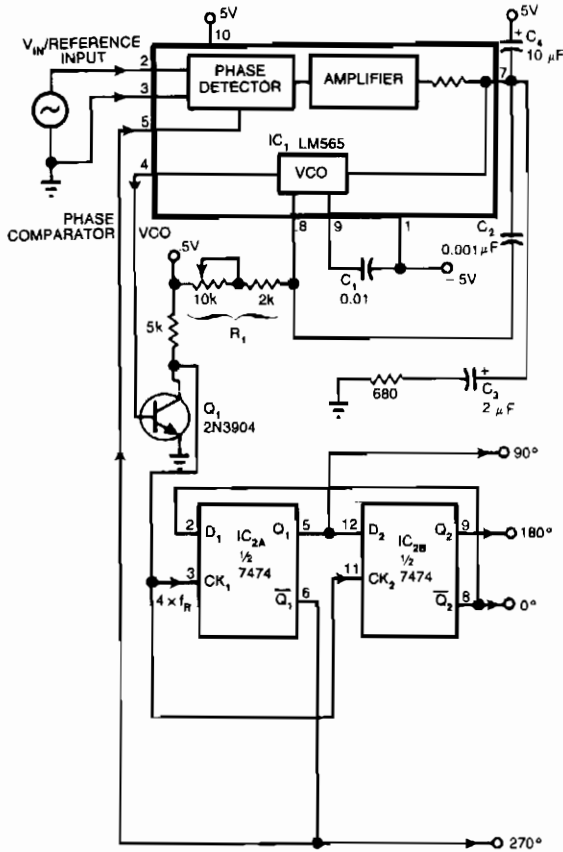 5V
5V
VIN/REFERENCE
INPUT
10
C4
10 μF
+
2
3
5
4
7
PHASE
DETECTOR
AMPLIFIER
IC1 LM565
VCO
PHASE
COMPARATOR
VCO
8
9
1
C2
0.001μF
5V
C1
0.01
-5V
10k
2k
R1
5k
Q1
2N3904
680
+
C3
2 μF
90°
2
D1
IC2A
½
7474
Q1
5
12
D2
IC2B
½
7474
Q2
9
180°
3
CK1
4 × fR
Q̅1
6
11
CK2
Q̅2
8
0°
270°